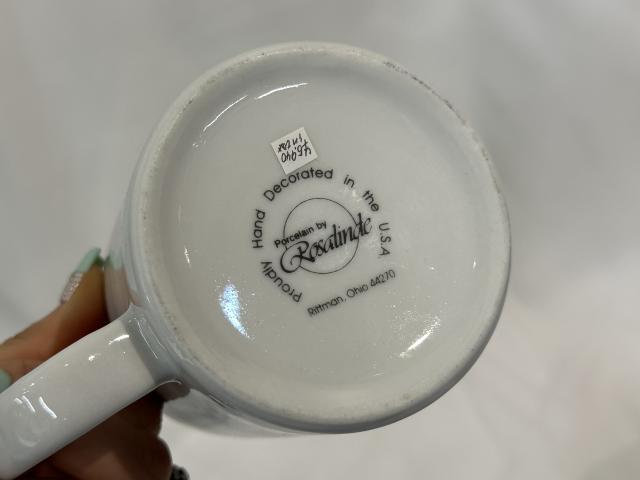 Proudly Hand Decorated in the U.S.A
Porcelain by
Rosalinde
Rittman, Ohio 44270